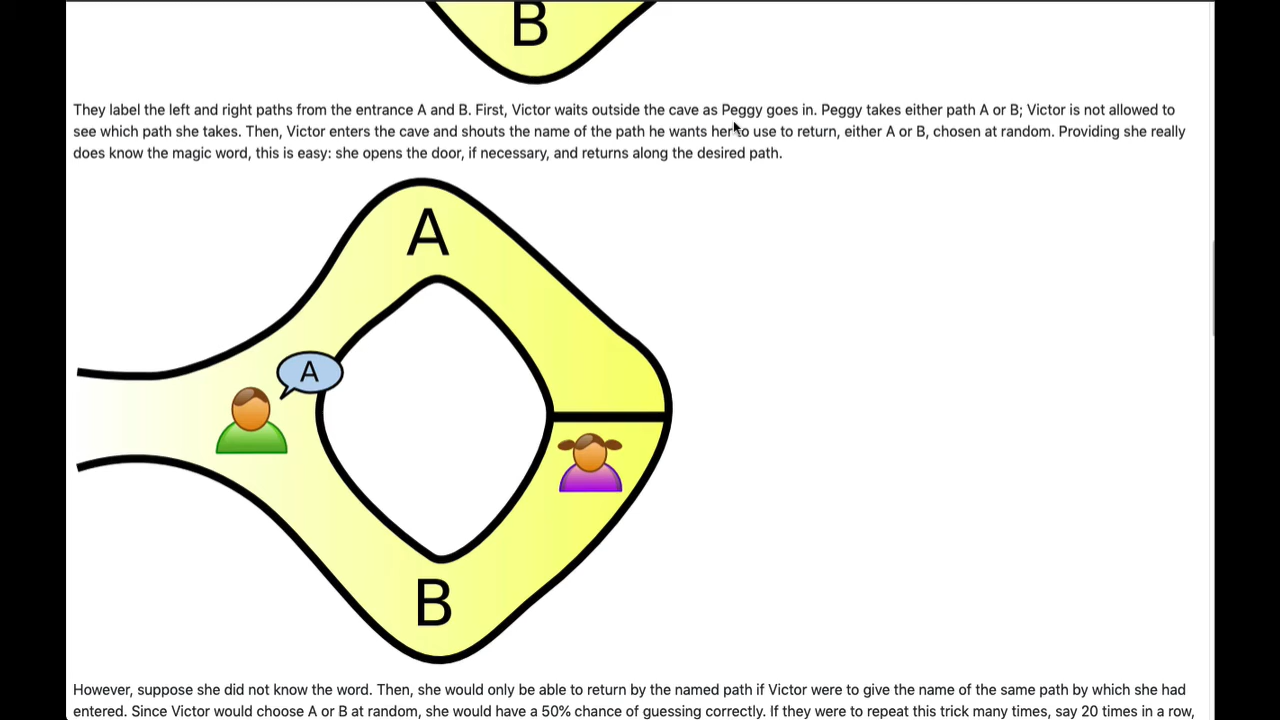 B
They label the left and right paths from the entrance A and B. First, Victor waits outside the cave as Peggy goes in. Peggy takes either path A or B; Victor is not allowed to
see which path she takes. Then, Victor enters the cave and shouts the name of the path he wants her to use to return, either A or B, chosen at random. Providing she really
does know the magic word, this is easy: she opens the door, if necessary, and returns along the desired path.
A
A
B
However, suppose she did not know the word. Then, she would only be able to return by the named path if Victor were to give the name of the same path by which she had
entered. Since Victor would choose A or B at random, she would have a 50% chance of guessing correctly. If they were to repeat this trick many times, say 20 times in a row,